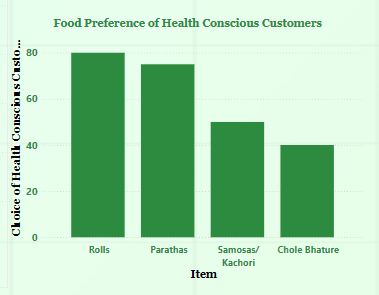 Food Preference of Health Conscious Customers
Choice of Health Conscious Custo...
80
60
40
20
0
Rolls
Parathas
Samosas/
Kachori
Chole Bhature
Item